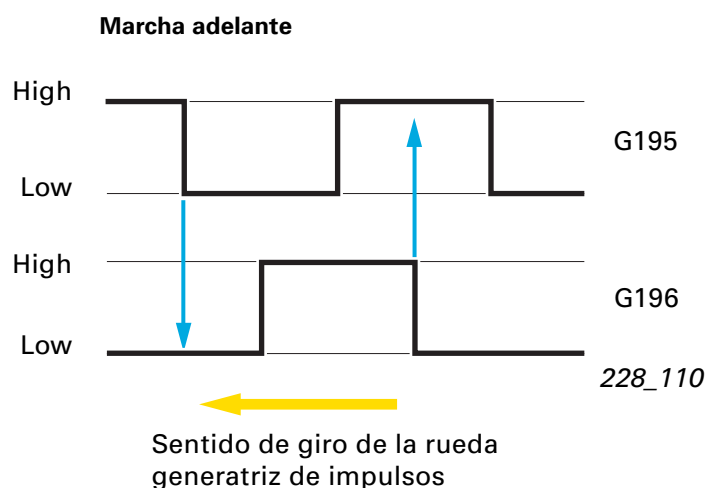 Marcha adelante
High
G195
Low
High
G196
Low
228_110
Sentido de giro de la rueda
generatriz de impulsos